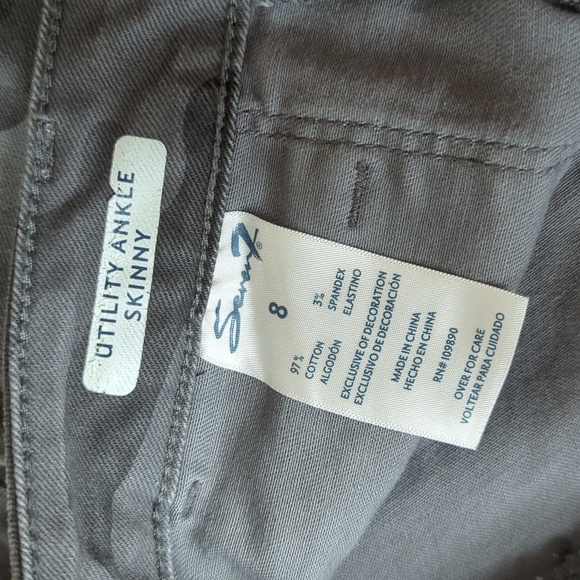 UTILITY ANKLE
SKINNY
Seven7®
8
97% 3%
COTTON SPANDEX
ALGODÓN ELASTINO
EXCLUSIVE OF DECORATION
EXCLUSIVO DE DECORACIÓN
MADE IN CHINA
HECHO EN CHINA
RN# 109890
OVER FOR CARE
VOLTEAR PARA CUIDADO